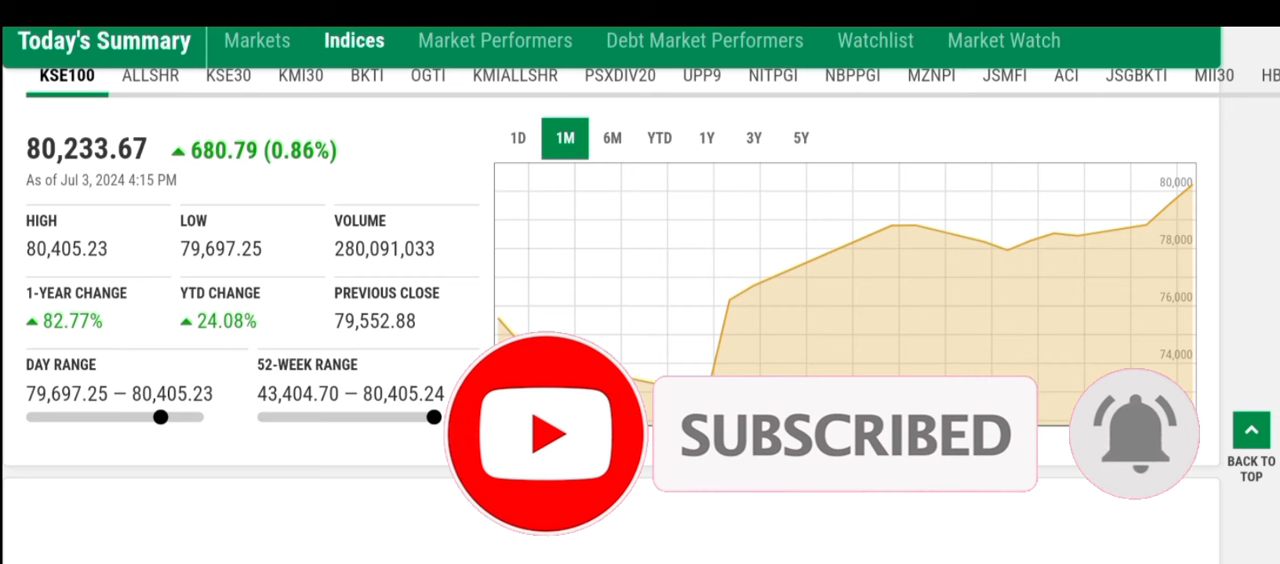 Today's Summary Markets Indices Market Performers Debt Market Performers Watchlist Market Watch
KSE100 ALLSHR KSE30 KMI30 BKTI OGTI KMIALLSHR PSXDIV20 UPP9 NITPGI NBPPGI MZNPI JSMFI ACI JSGBKTI MII30 HB
80,233.67 680.79 (0.86%)
As of Jul 3, 2024 4:15 PM
HIGH LOW VOLUME
80,405.23 79,697.25 280,091,033
1-YEAR CHANGE YTD CHANGE PREVIOUS CLOSE
82.77% 24.08% 79,552.88
DAY RANGE 52-WEEK RANGE
79,697.25 — 80,405.23 43,404.70 — 80,405.24
1D 1M 6M YTD 1Y 3Y 5Y
80,000
78,000
76,000
74,000
SUBSCRIBED
BACK TO
TOP